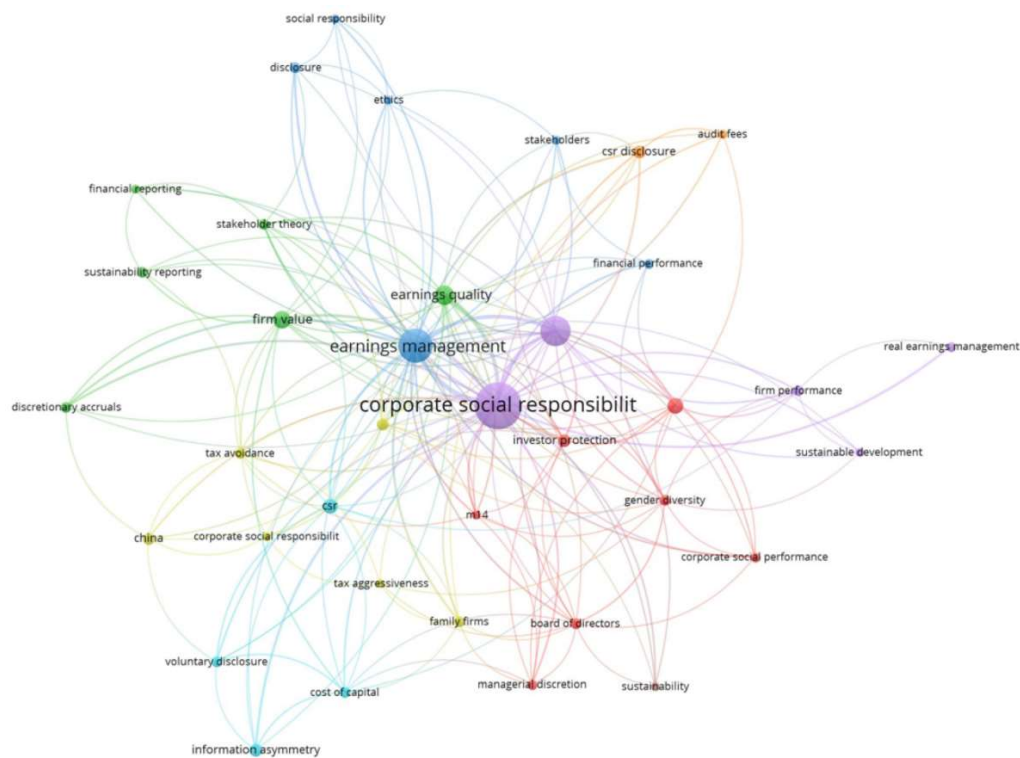 social responsibility
disclosure
ethics
audit fees
stakeholders
csr disclosure
financial reporting
stakeholder theory
financial performance
sustainability reporting
earnings quality
firm value
earnings management
real earnings management
firm performance
discretionary accruals
corporate social responsibilit
investor protection
tax avoidance
sustainable development
gender diversity
csr
m14
china
corporate social responsibilit
corporate social performance
tax aggressiveness
family firms
board of directors
voluntary disclosure
managerial discretion
sustainability
cost of capital
information asymmetry